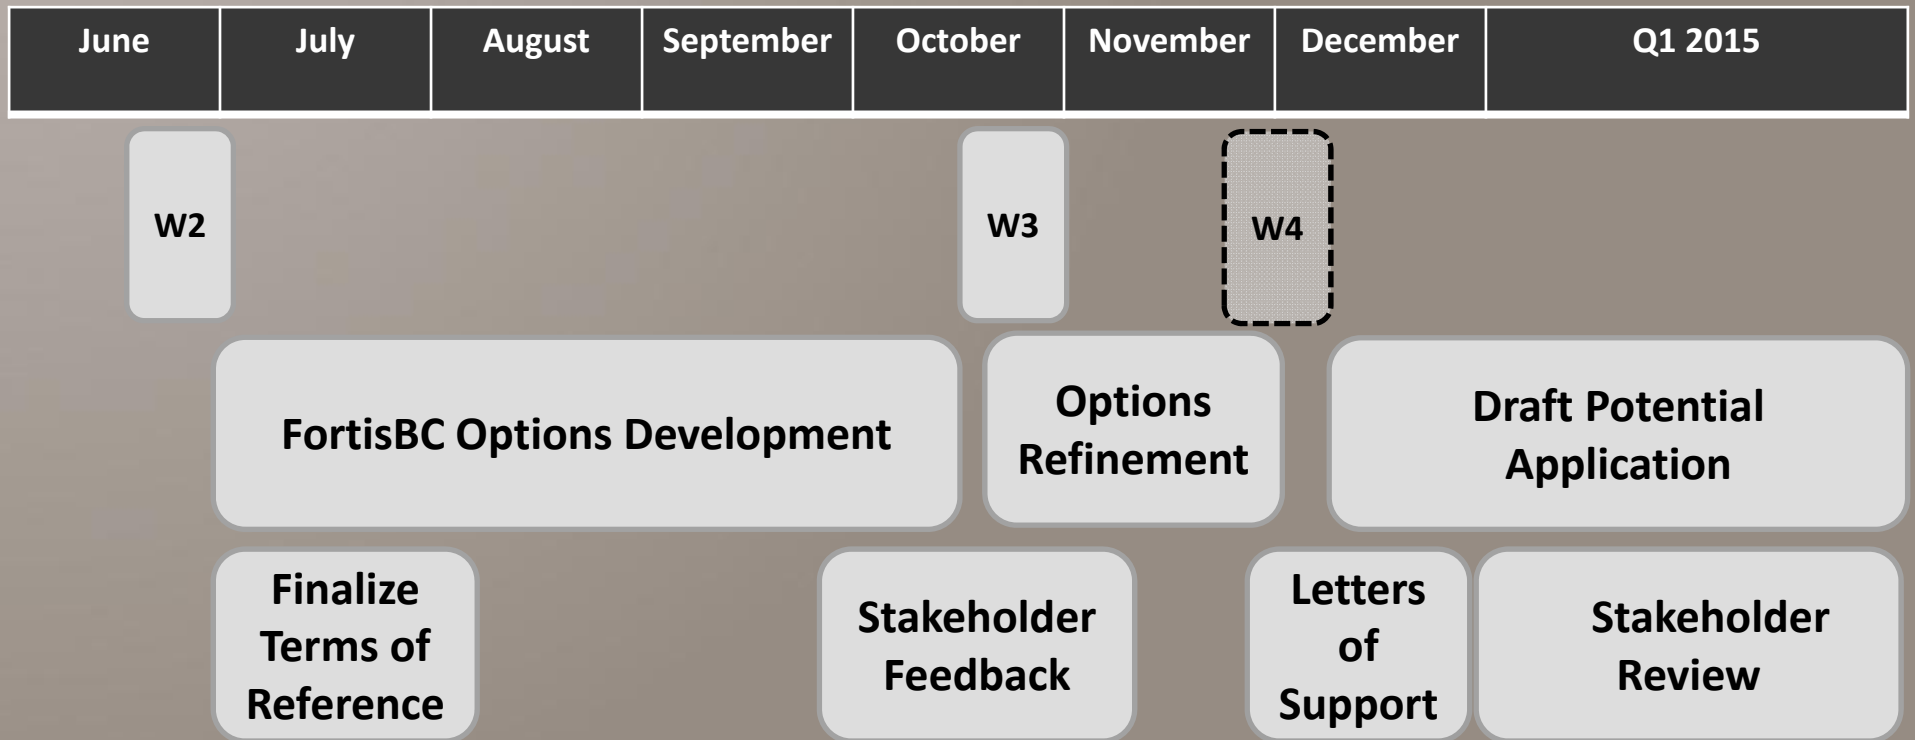 June
July
August
September
October
November
December
Q1 2015
W2
W3
W4
FortisBC Options Development
Options
Refinement
Draft Potential
Application
Finalize
Terms of
Reference
Stakeholder
Feedback
Letters
of
Support
Stakeholder
Review